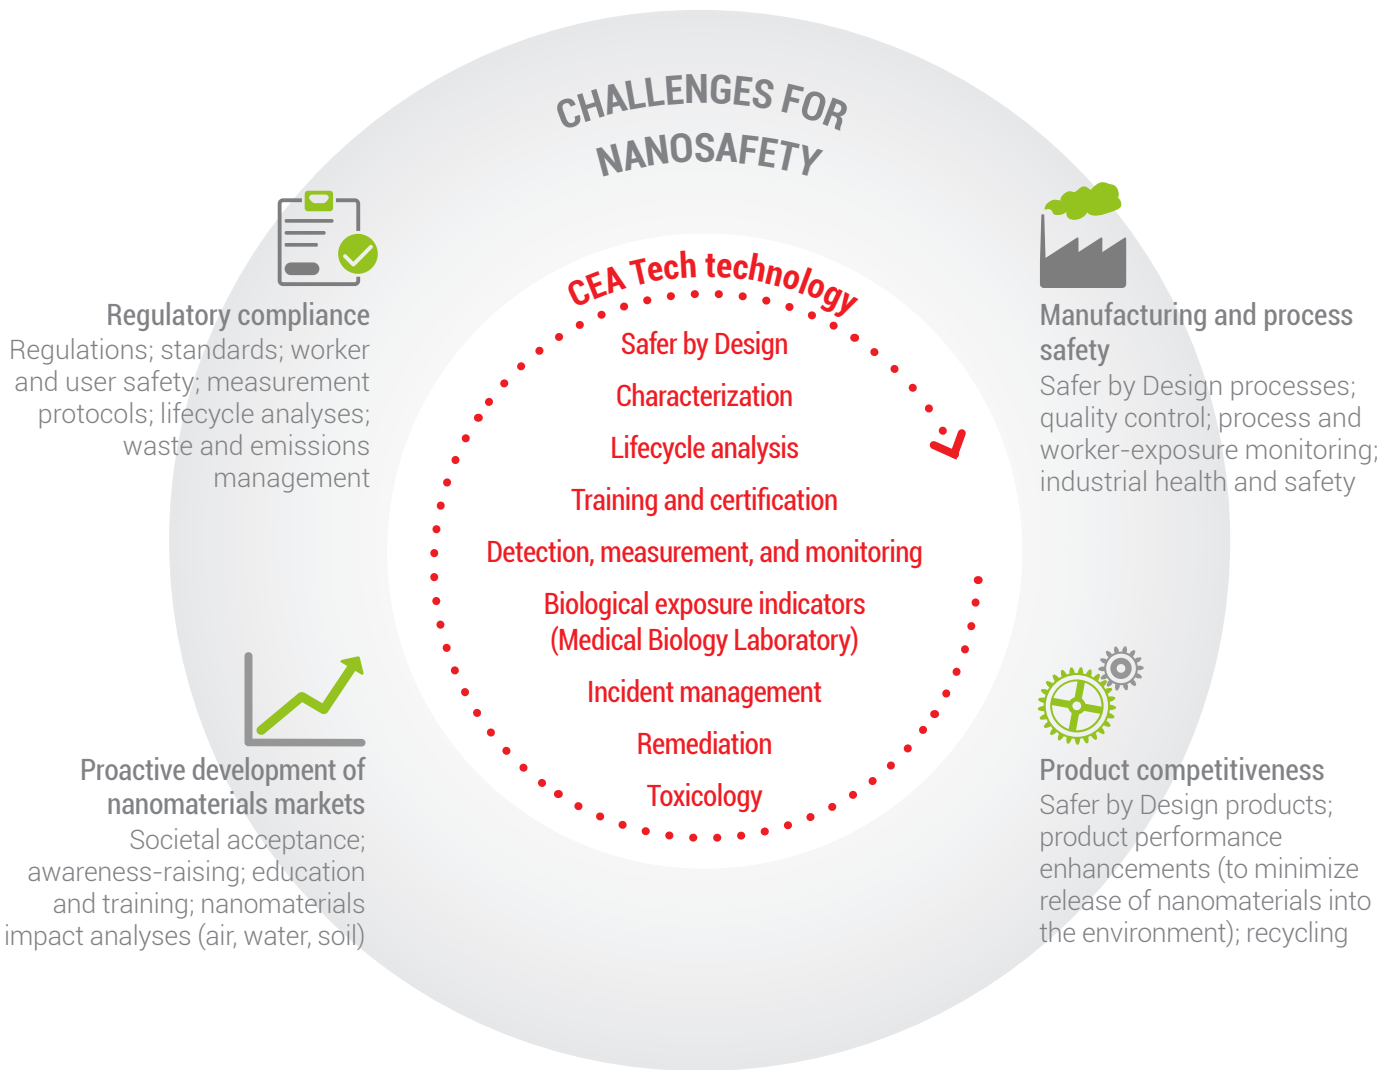 CHALLENGES FOR
NANOSAFETY
Regulatory compliance
Regulations; standards; worker
and user safety; measurement
protocols; lifecycle analyses;
waste and emissions
management
Manufacturing and process
safety
Safer by Design processes;
quality control; process and
worker-exposure monitoring;
industrial health and safety
CEA Tech technology
Safer by Design
Characterization
Lifecycle analysis
Training and certification
Detection, measurement, and monitoring
Biological exposure indicators
(Medical Biology Laboratory)
Incident management
Remediation
Toxicology
Proactive development of
nanomaterials markets
Societal acceptance;
awareness-raising; education
and training; nanomaterials
impact analyses (air, water, soil)
Product competitiveness
Safer by Design products;
product performance
enhancements (to minimize
release of nanomaterials into
the environment); recycling